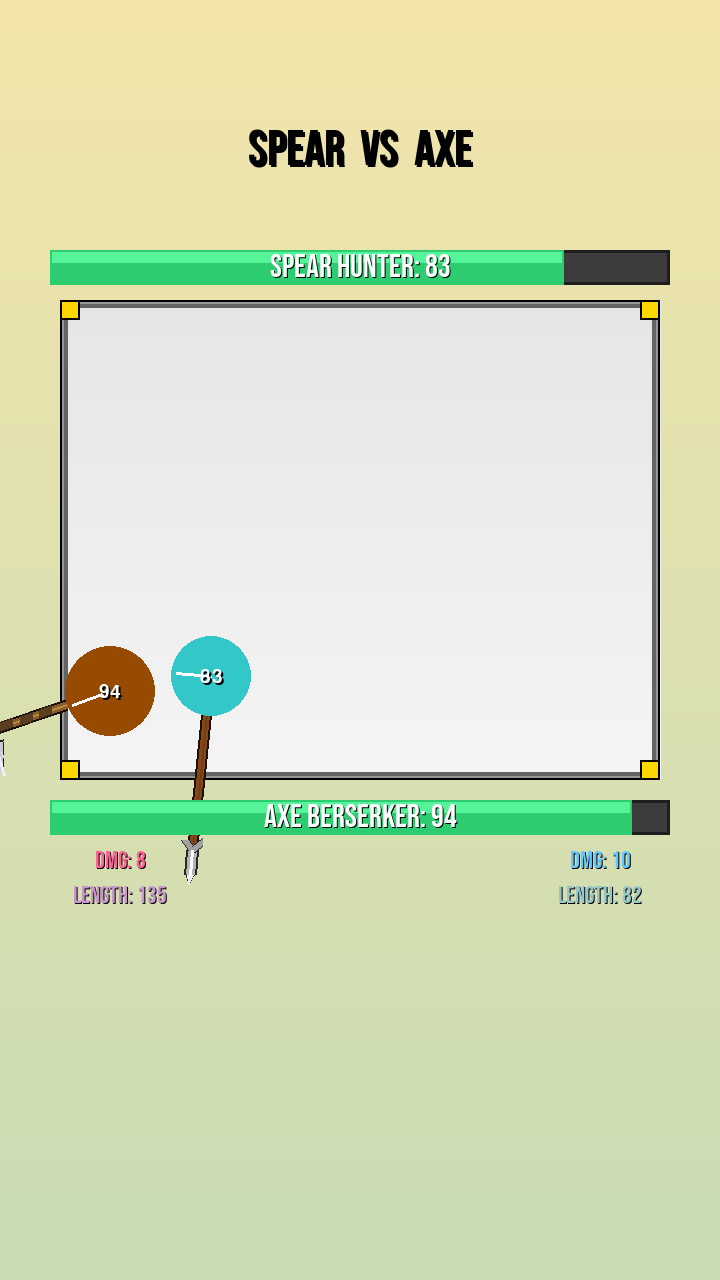 SPEAR VS AXE
SPEAR HUNTER: 83
94
83
AXE BERSERKER: 94
DMG: 8
DMG: 10
LENGTH: 135
LENGTH: 82